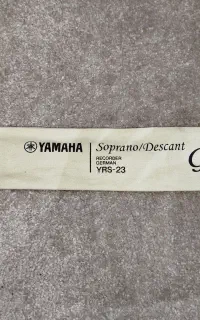 YAMAHA
Soprano/Descant
RECORDER
GERMAN
YRS-23